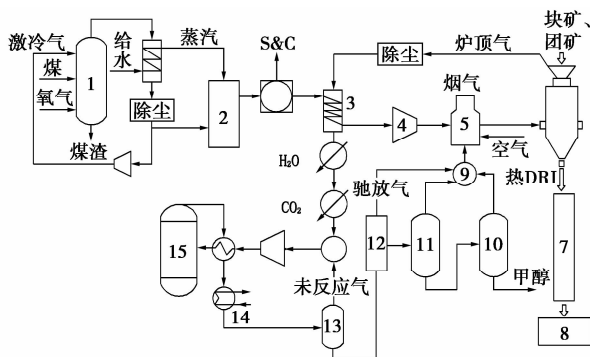 激冷气
煤
氧气
煤渣
1
给水
蒸汽
除尘
2
S&C
3
H₂O
CO₂
除尘
炉顶气
块矿、
团矿
4
烟气
5
空气
热DRI
7
8
9
驰放气
12
11
10
甲醇
15
14
未反应气
13